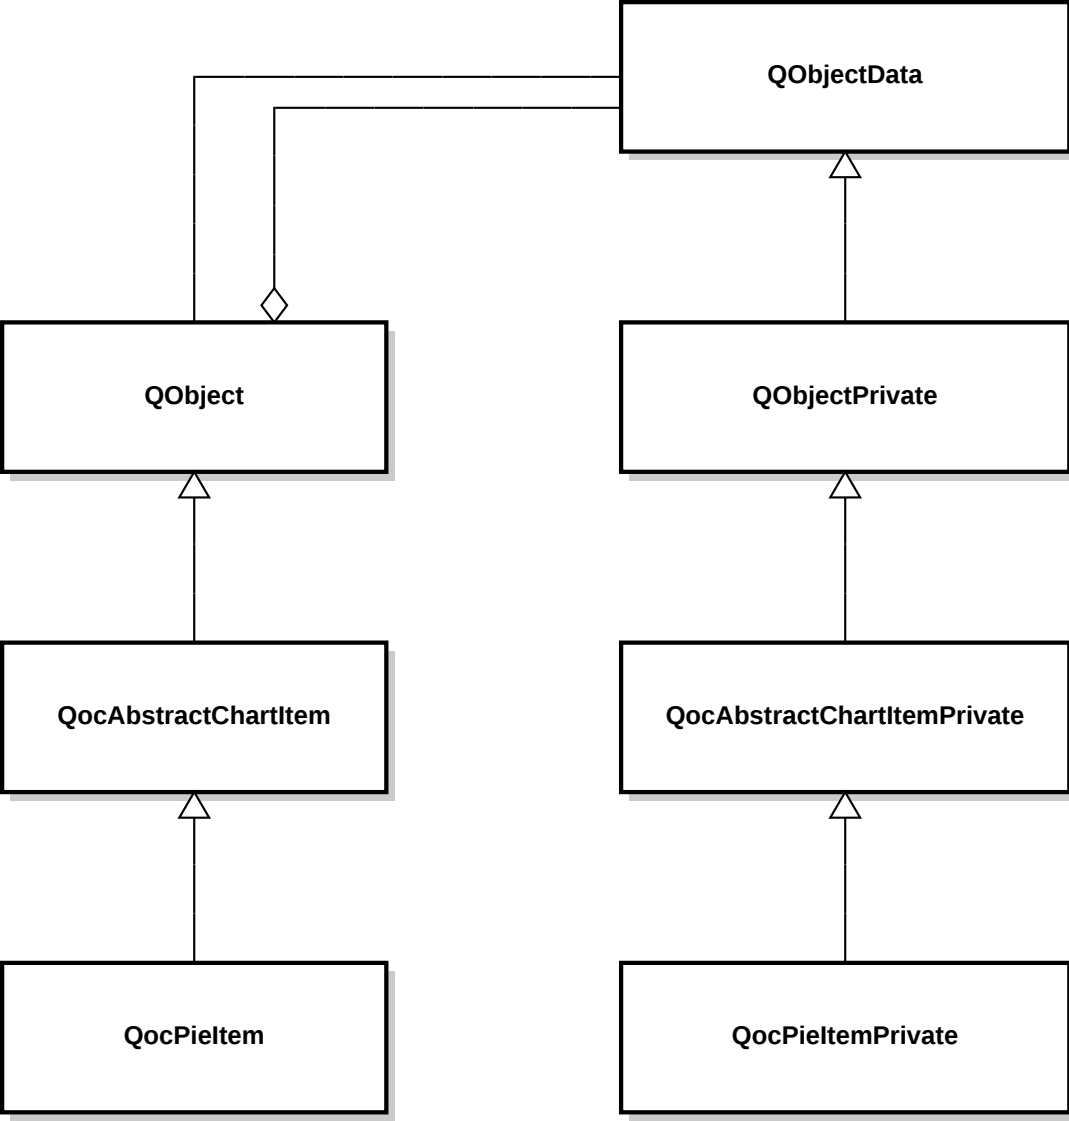 QObjectData
QObject
QObjectPrivate
QocAbstractChartItem
QocAbstractChartItemPrivate
QocPieItem
QocPieItemPrivate